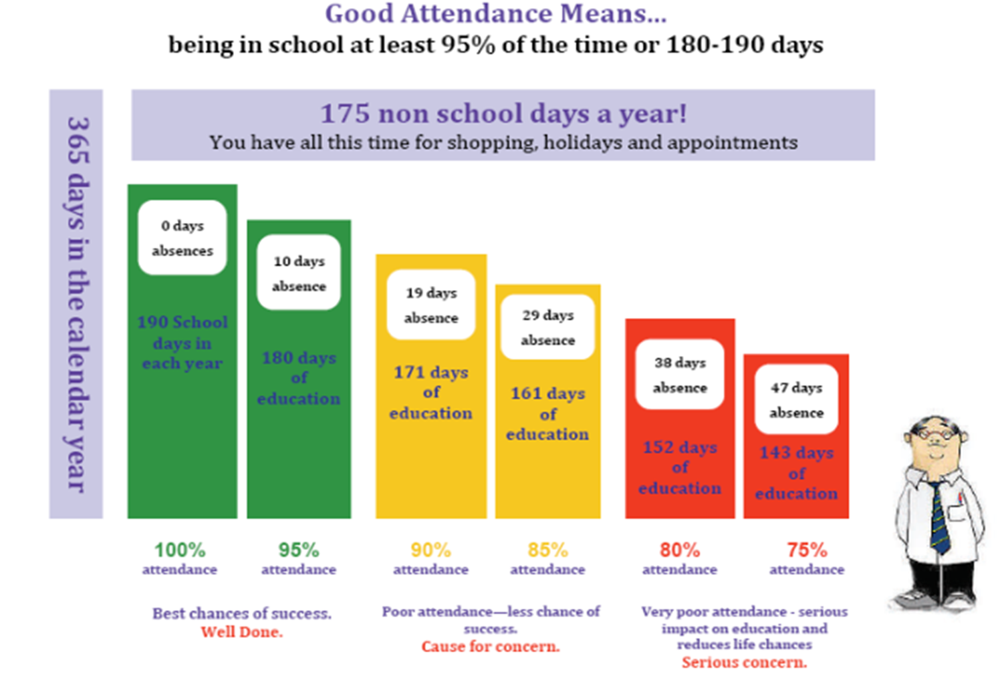 Good Attendance Means...
being in school at least 95% of the time or 180-190 days
365 days in the calendar year
175 non school days a year!
You have all this time for shopping, holidays and appointments
0 days
absences
190 School
days in
each year
10 days
absence
180 days
of
education
19 days
absence
171 days
of
education
29 days
absence
161 days
of
education
38 days
absence
152 days
of
education
47 days
absence
143 days
of
education
100%
attendance
95%
attendance
90%
attendance
85%
attendance
80%
attendance
75%
attendance
Best chances of success.
Well Done.
Poor attendance—less chance of
success.
Cause for concern.
Very poor attendance - serious
impact on education and
reduces life chances
Serious concern.